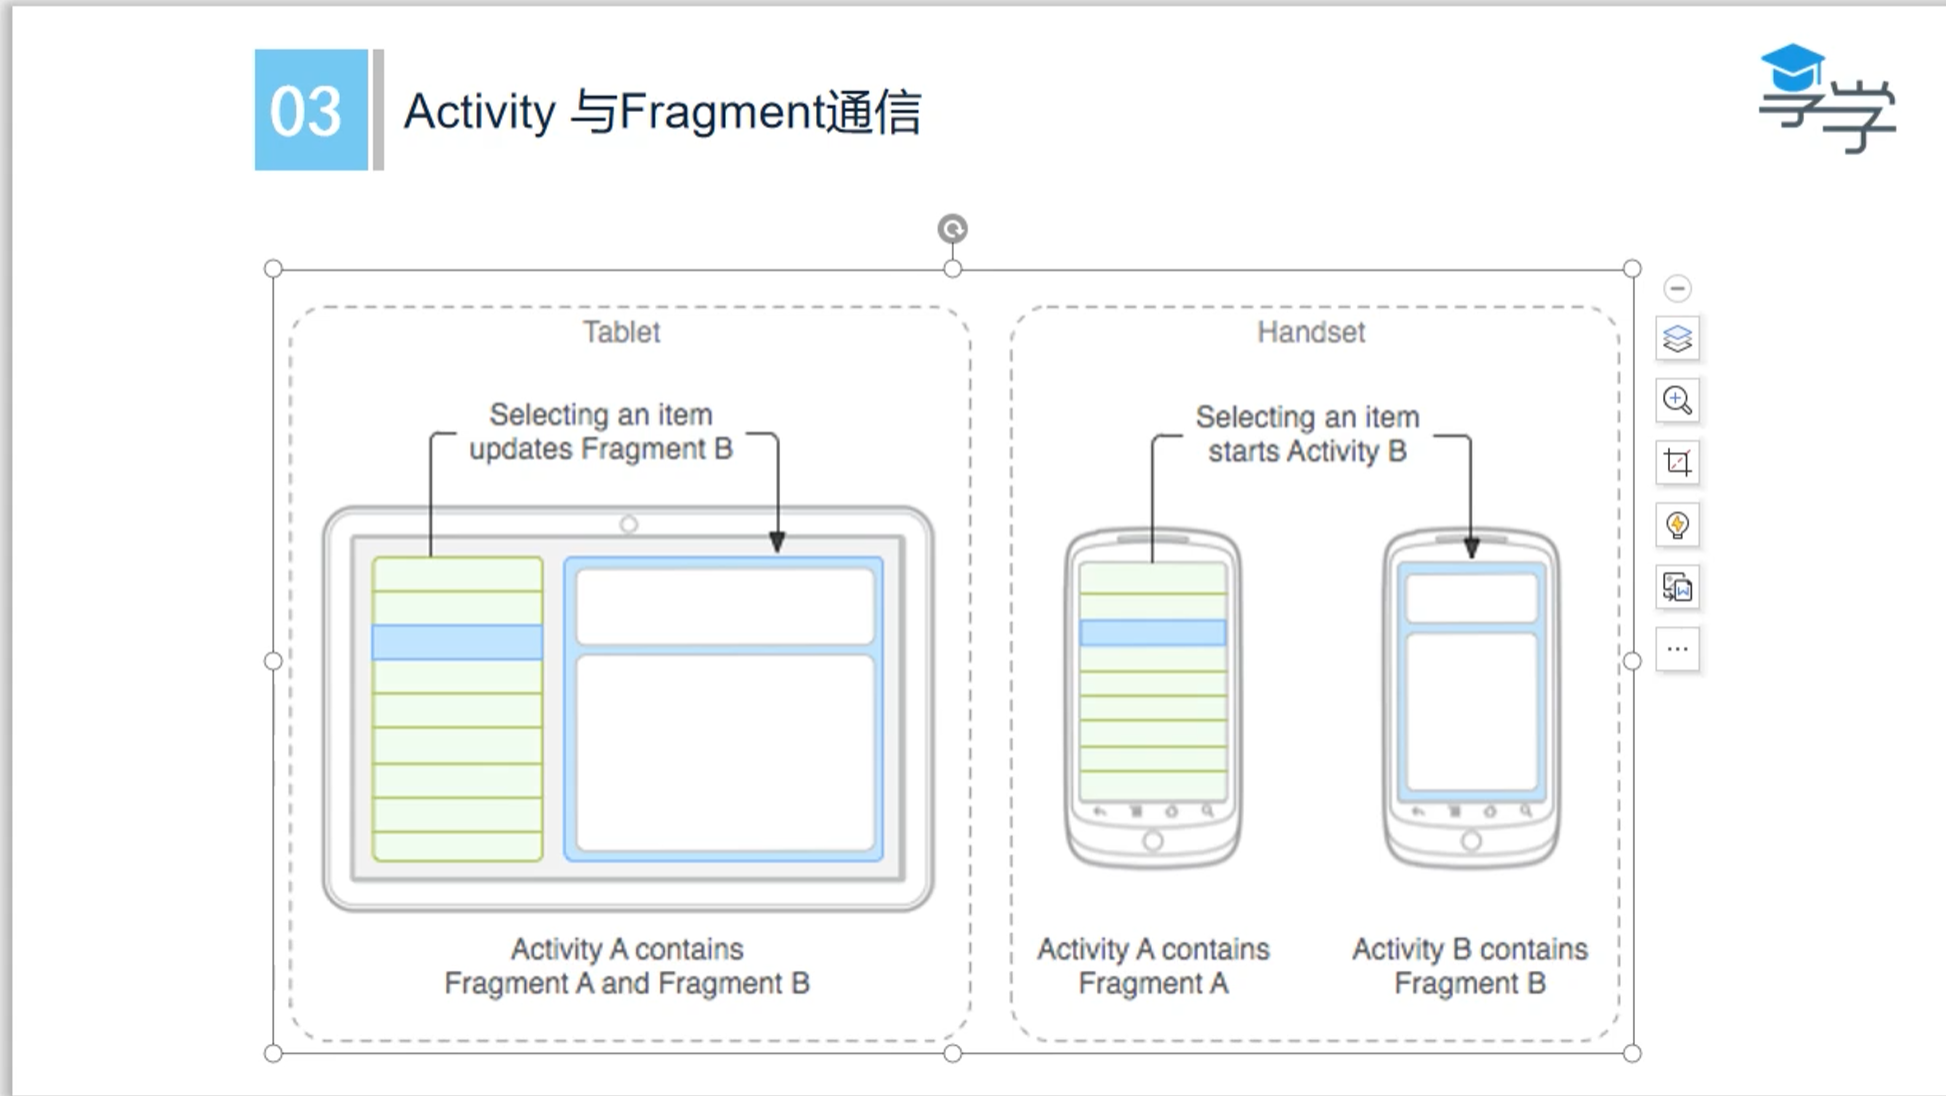 03
Activity 与Fragment通信
享学
Tablet
Selecting an item
updates Fragment B
Activity A contains
Fragment A and Fragment B
Handset
Selecting an item
starts Activity B
Activity A contains
Fragment A
Activity B contains
Fragment B